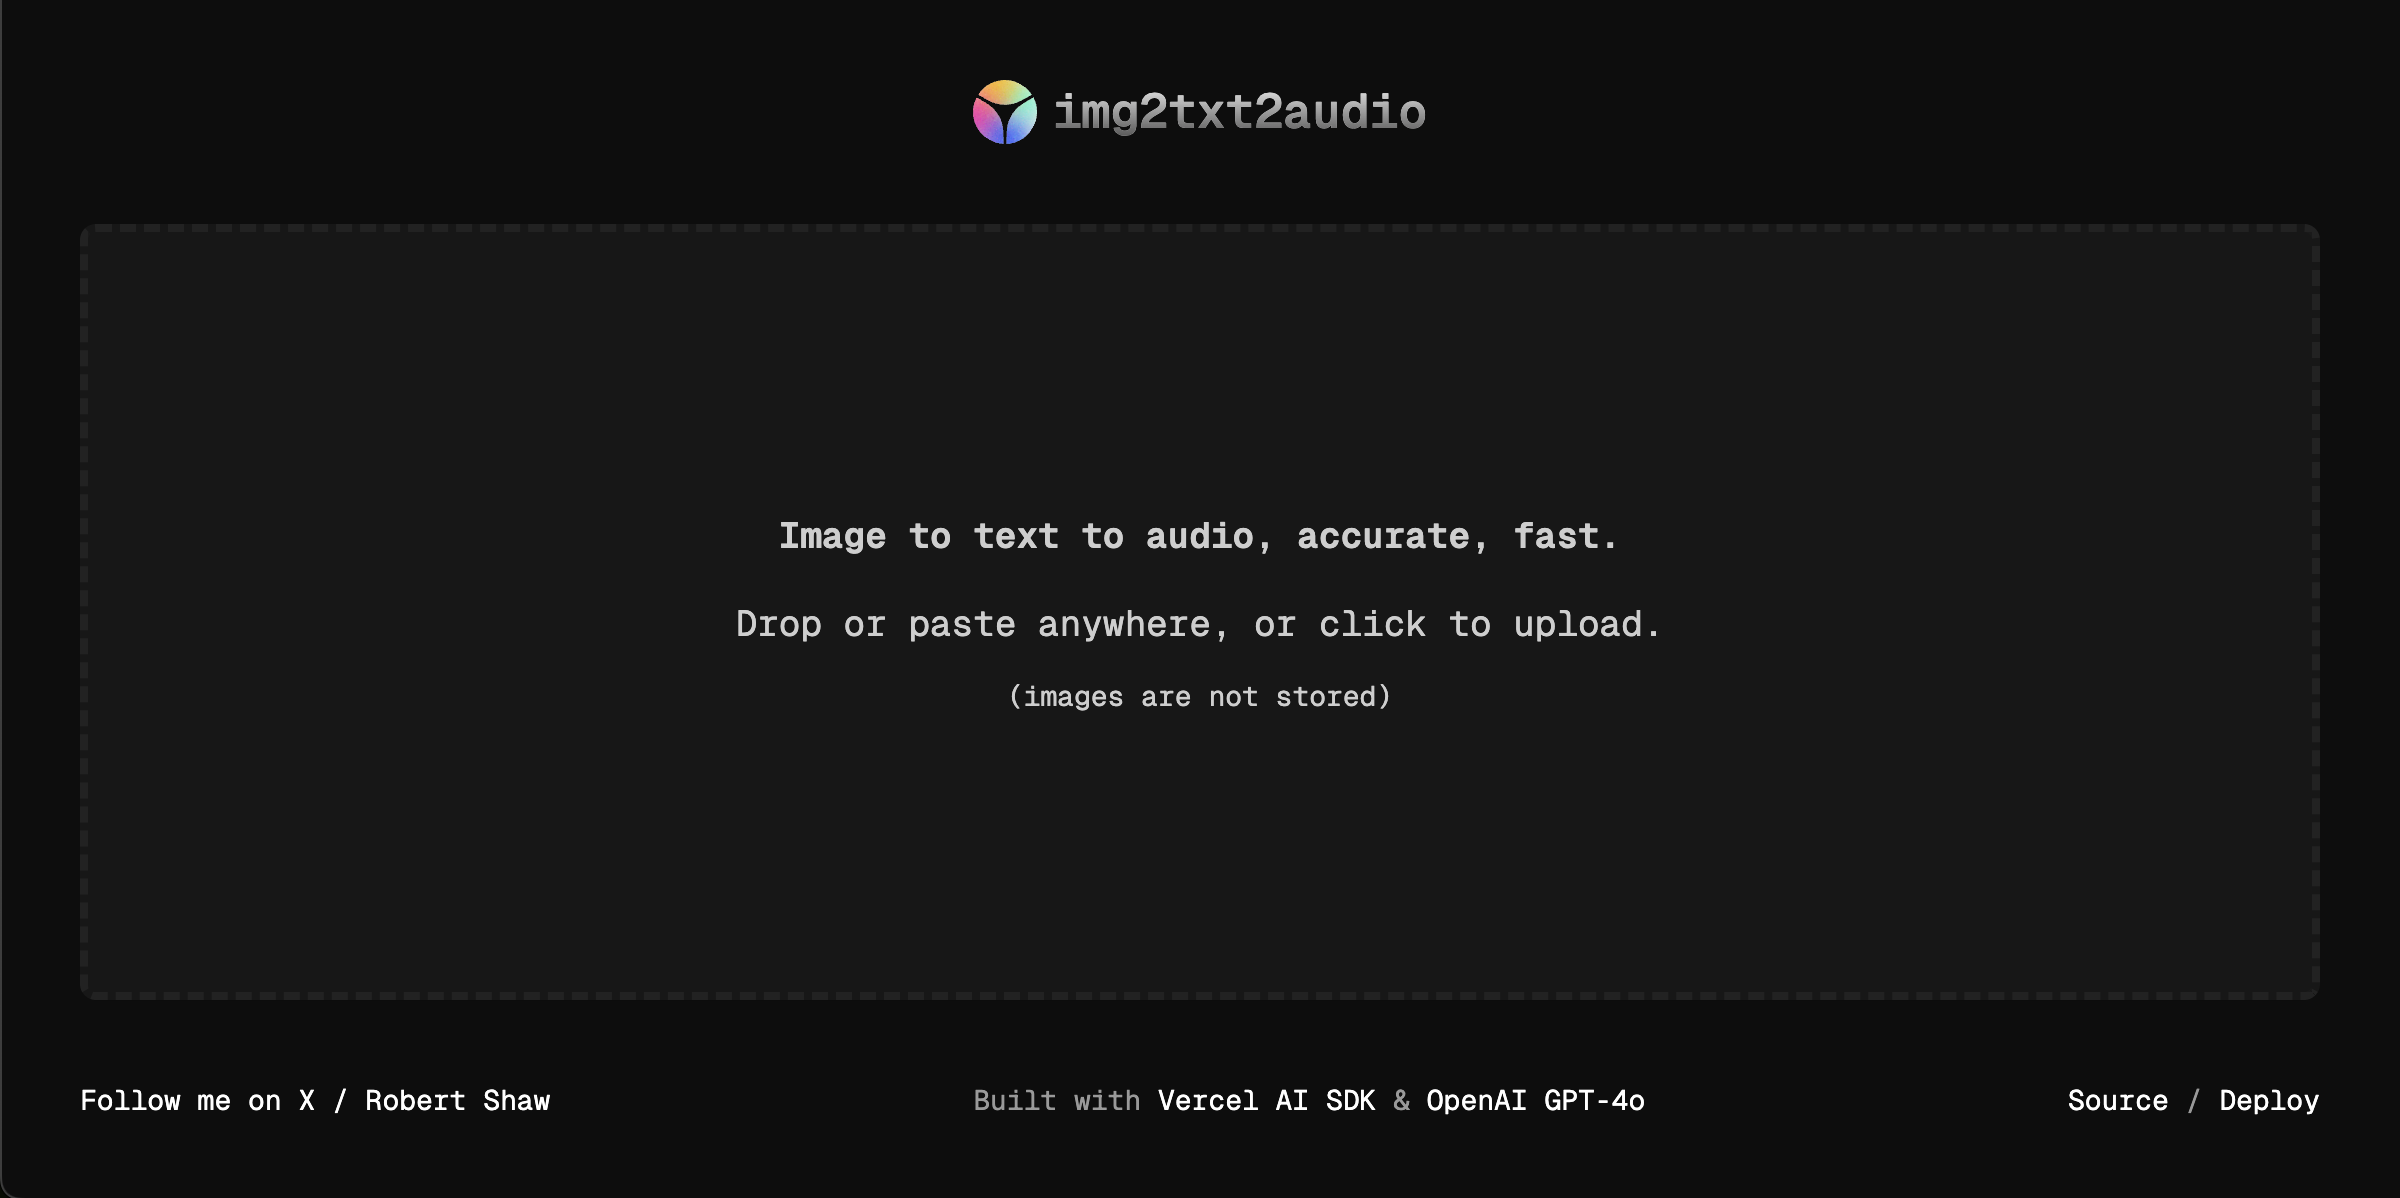 img2txt2audio
Image to text to audio, accurate, fast.
Drop or paste anywhere, or click to upload.
(images are not stored)
Follow me on X / Robert Shaw
Built with Vercel AI SDK & OpenAI GPT-4o
Source / Deploy